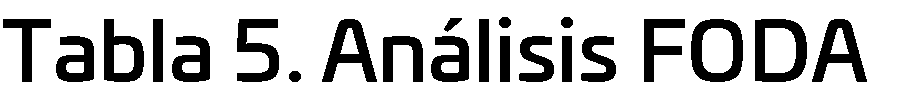 Tabla 5. Análisis FODA